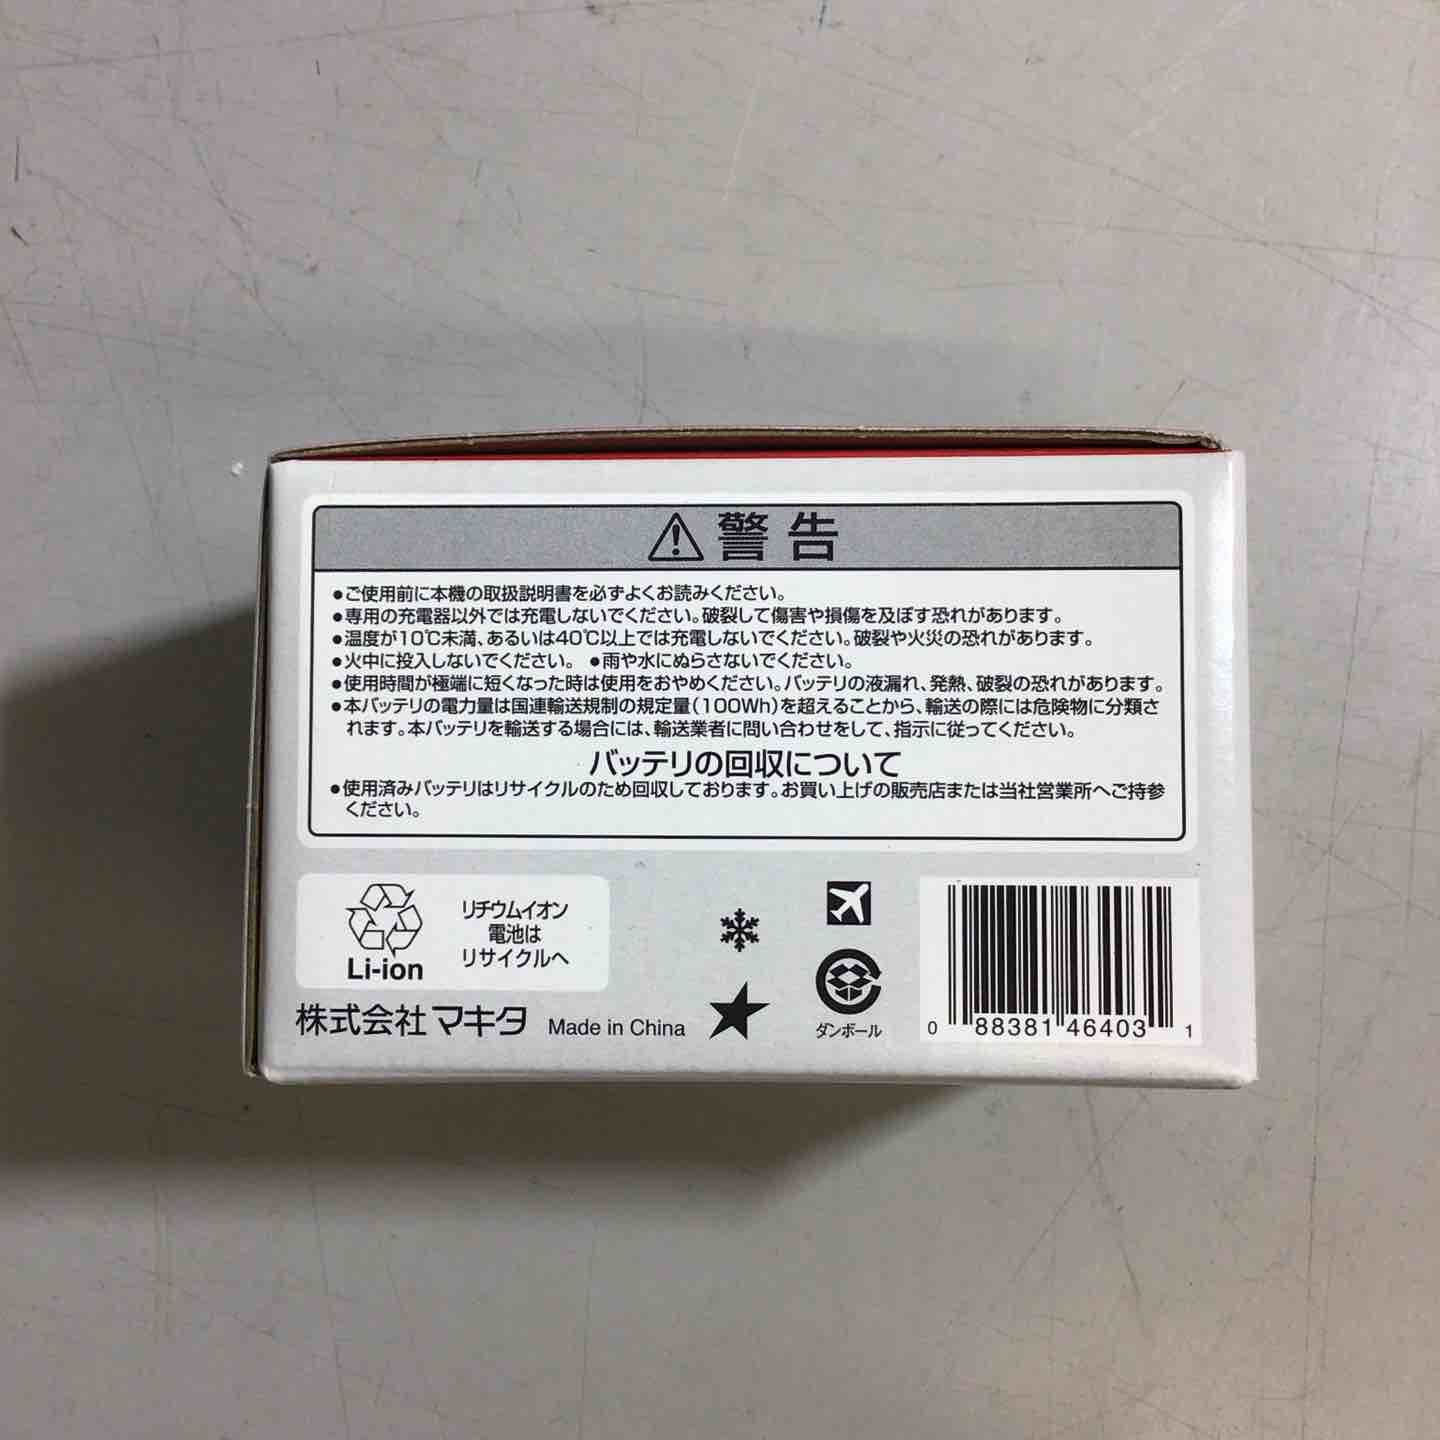 警告
●ご使用前に本機の取扱説明書を必ずよくお読みください。
●専用の充電器以外では充電しないでください。破裂して傷害や損傷を及ぼす恐れがあります。
●温度が10℃未満、あるいは40℃以上では充電しないでください。破裂や火災の恐れがあります。
●火中に投入しないでください。 ●雨や水にぬらさないでください。
●使用時間が極端に短くなった時は使用をおやめください。バッテリの液漏れ、発熱、破裂の恐れがあります。
●本バッテリの電力量は国連輸送規制の規定量(100Wh)を超えることから、輸送の際には危険物に分類さ
れます。本バッテリを輸送する場合には、輸送業者に問い合わせをして、指示に従ってください。
バッテリの回収について
●使用済みバッテリはリサイクルのため回収しております。お買い上げの販売店または当社営業所へご持参
ください。
リチウムイオン
電池は
リサイクルへ
Li-ion
株式会社マキタ Made in China
ダンボール
0 88381 46403 1